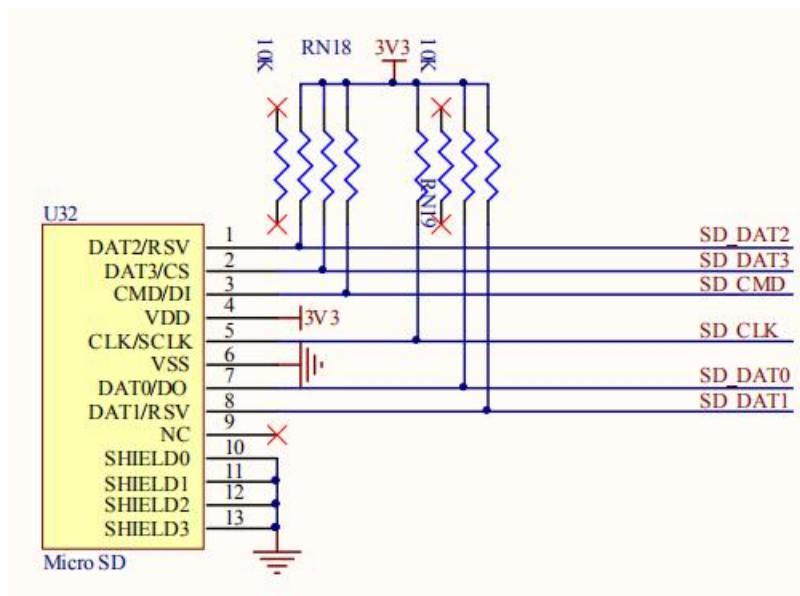 10K
RN18
3V3
10K
RN19
U32
DAT2/RSV 1 SD_DAT2
DAT3/CS 2 SD_DAT3
CMD/DI 3 SD_CMD
VDD 4 3V3
CLK/SCLK 5 SD_CLK
VSS 6
DAT0/DO 7 SD_DAT0
DAT1/RSV 8 SD_DAT1
NC 9
SHIELD0 10
SHIELD1 11
SHIELD2 12
SHIELD3 13
Micro SD